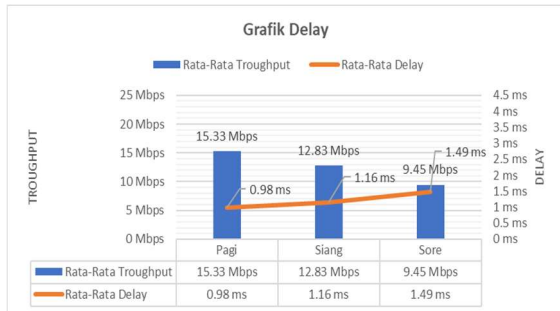 Grafik Delay
Rata-Rata Troughput Rata-Rata Delay
25 Mbps
20 Mbps
15 Mbps
10 Mbps
5 Mbps
0 Mbps
TROUGHPUT
15.33 Mbps
12.83 Mbps
9.45 Mbps
0.98 ms
1.16 ms
1.49 ms
4.5 ms
4 ms
3.5 ms
3 ms
2.5 ms
2 ms
1.5 ms
1 ms
0.5 ms
0 ms
DELAY
Pagi Siang Sore
Rata-Rata Troughput 15.33 Mbps 12.83 Mbps 9.45 Mbps
Rata-Rata Delay 0.98 ms 1.16 ms 1.49 ms